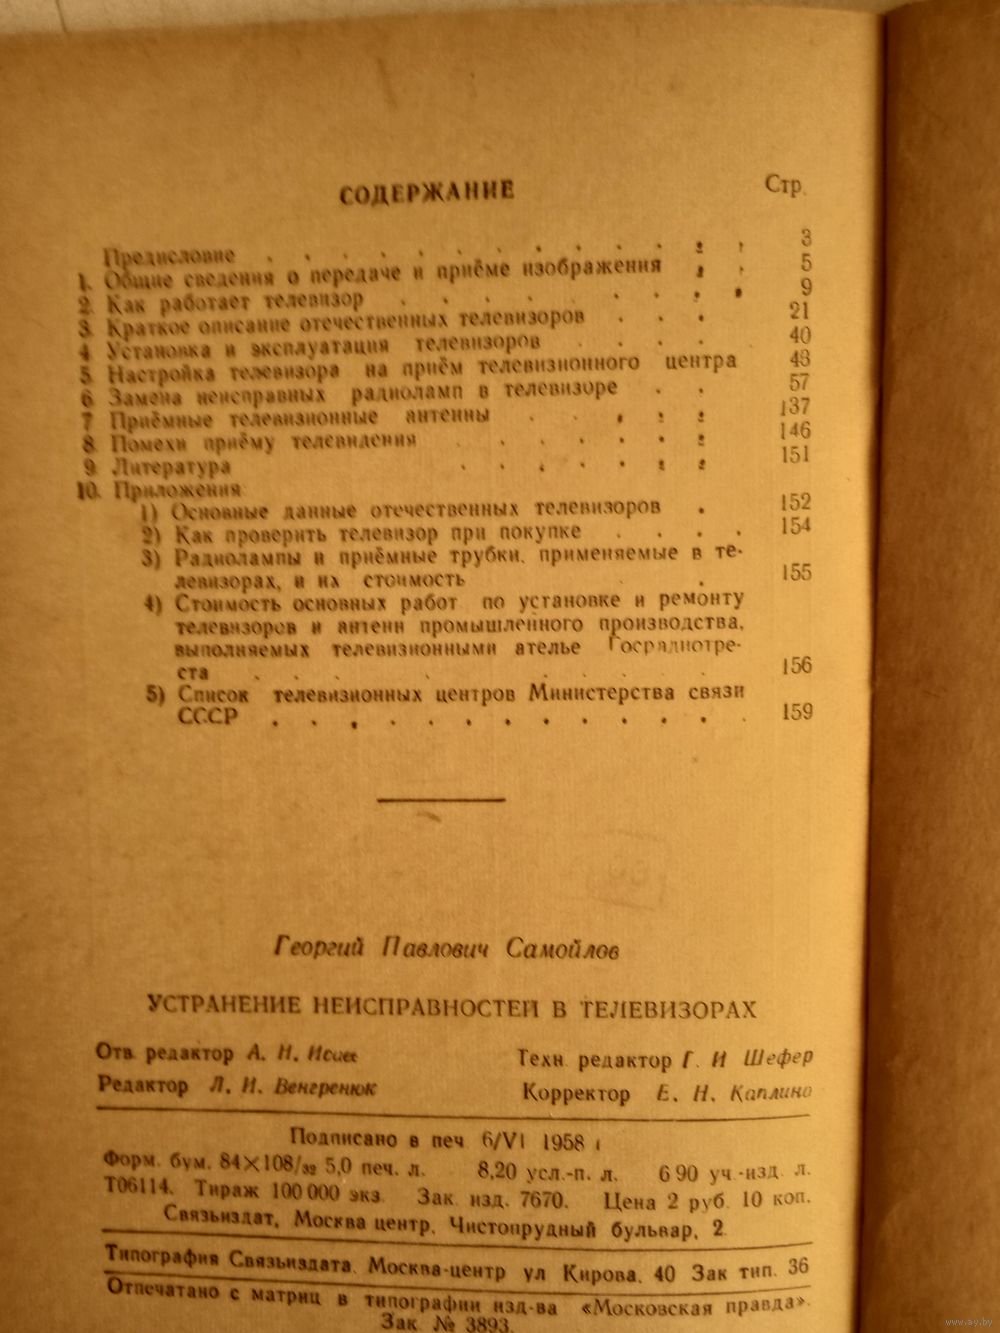 СОДЕРЖАНИЕ Стр.
Предисловие . . . . . . . . . . . . . 3
1. Общие сведения о передаче и приёме изображения . . 5
2. Как работает телевизор . . . . . . . . . 9
3. Краткое описание отечественных телевизоров . . . 21
4. Установка и эксплуатация телевизоров . . . . 40
5. Настройка телевизора на приём телевизионного центра 43
6. Замена неисправных радиоламп в телевизоре . . 57
7. Приёмные телевизионные антенны . . . . . 137
8. Помехи приёму телевидения . . . . . . . 146
9. Литература . . . . . . . 151
10. Приложения
1) Основные данные отечественных телевизоров . 152
2) Как проверить телевизор при покупке . . . . 154
3) Радиолампы и приёмные трубки, применяемые в те-
левизорах, и их стоимость . . 155
4) Стоимость основных работ по установке и ремонту
телевизоров и антенн промышленного производства,
выполняемых телевизионными ателье Госрадиотре-
ста . . . . . . . . . 156
5) Список телевизионных центров Министерства связи
СССР . . . . . . . . . . . . . 159
Георгий Павлович Самойлов
УСТРАНЕНИЕ НЕИСПРАВНОСТЕЙ В ТЕЛЕВИЗОРАХ
Отв. редактор А. И. Исаев Техн. редактор Г. И Шефер
Редактор Л. И. Венгренюк Корректор Е. Н. Каплина
Подписано в печ 6/VI 1958 г
Форм. бум. 84×108/32 5,0 печ. л. 8,20 усл.-п. л. 6 90 уч.-изд. л.
Т06114. Тираж 100 000 экз. Зак. изд. 7670. Цена 2 руб. 10 коп.
Связьиздат, Москва центр, Чистопрудный бульвар, 2.
Типография Связьиздата. Москва-центр ул Кирова, 40 Зак тип. 36
Отпечатано с матриц в типографии изд-ва «Московская правда».
Зак. № 3893.
www.ay.by